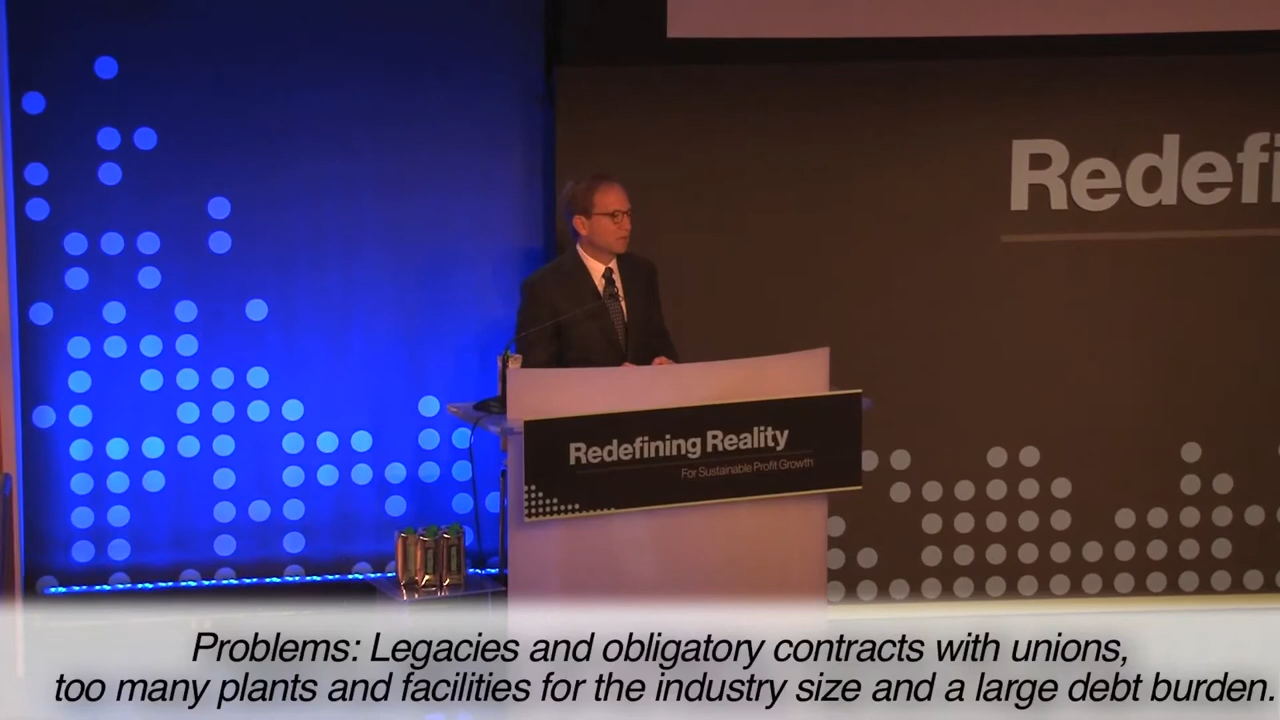 Redefi
Redefining Reality
For Sustainable Profit Growth
Problems: Legacies and obligatory contracts with unions,
too many plants and facilities for the industry size and a large debt burden.